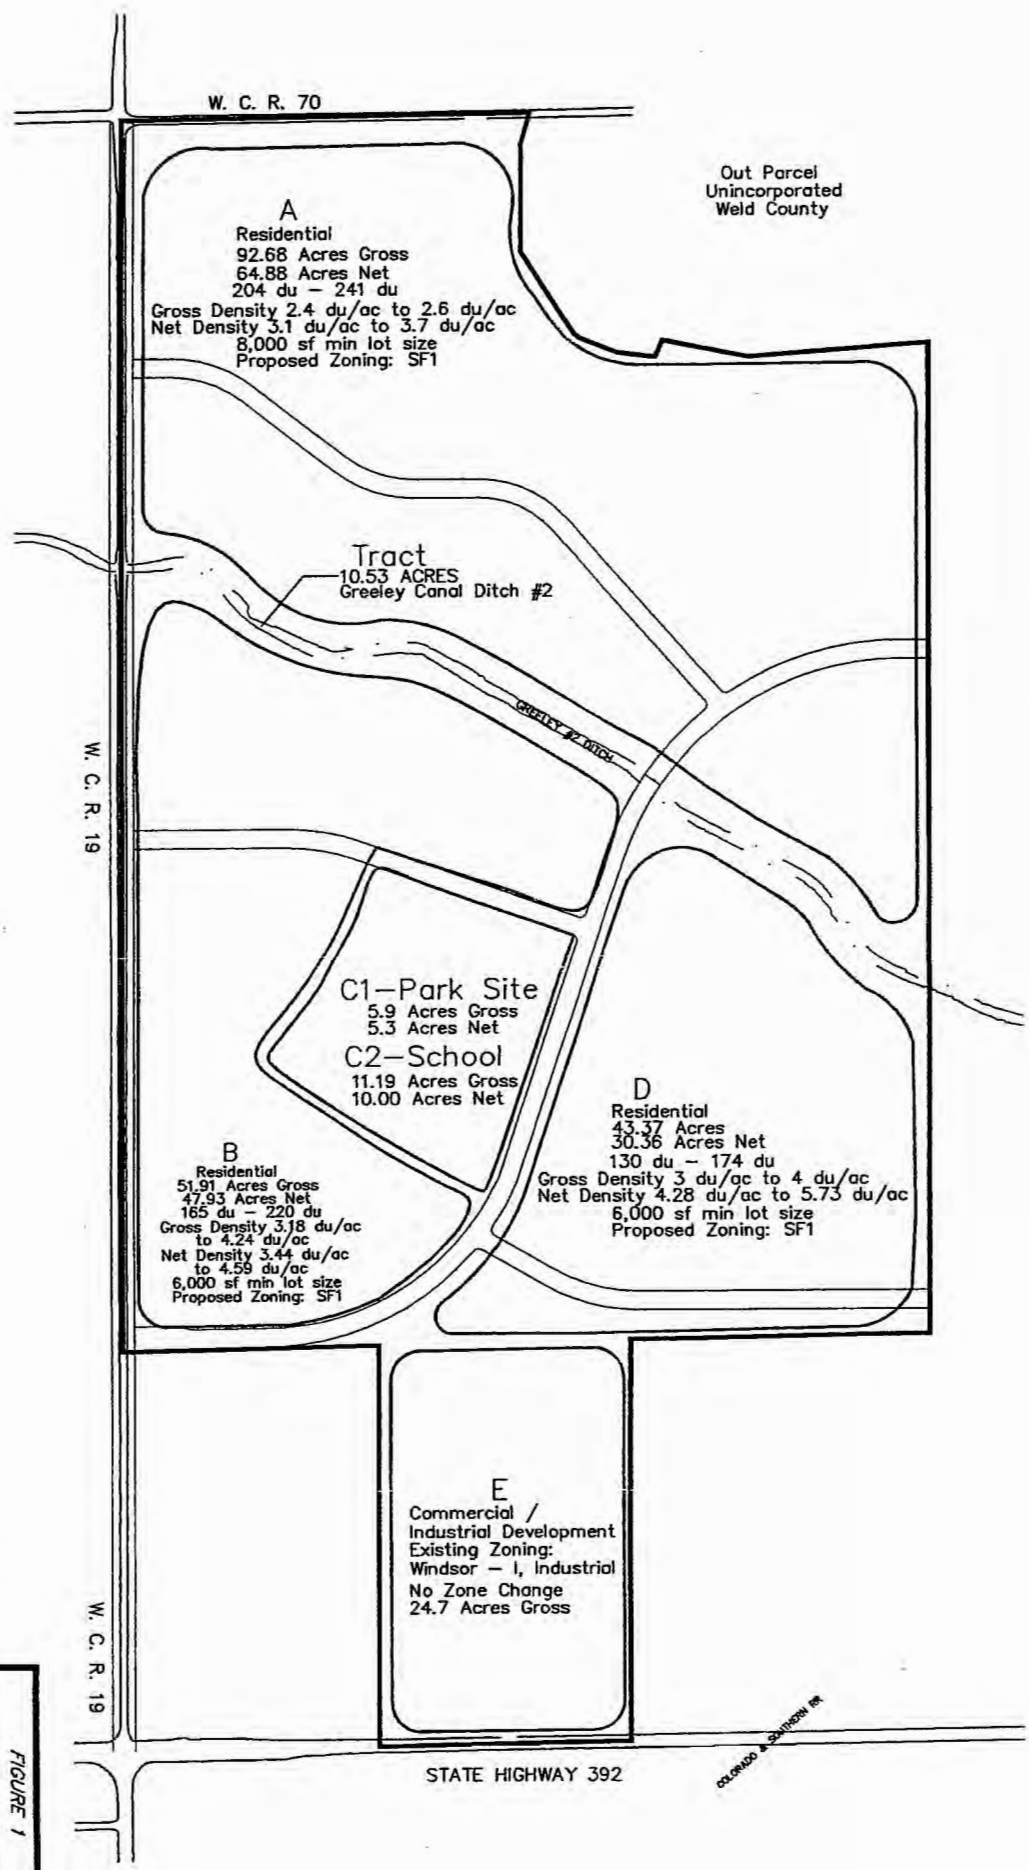 W. C. R. 70
Out Parcel
Unincorporated
Weld County
A
Residential
92.68 Acres Gross
64.88 Acres Net
204 du – 241 du
Gross Density 2.4 du/ac to 2.6 du/ac
Net Density 3.1 du/ac to 3.7 du/ac
8,000 sf min lot size
Proposed Zoning: SF1
Tract
10.53 ACRES
Greeley Canal Ditch #2
GREELEY #2 DITCH
W. C. R. 19
C1–Park Site
5.9 Acres Gross
5.3 Acres Net
C2–School
11.19 Acres Gross
10.00 Acres Net
D
Residential
43.37 Acres
30.36 Acres Net
130 du – 174 du
Gross Density 3 du/ac to 4 du/ac
Net Density 4.28 du/ac to 5.73 du/ac
6,000 sf min lot size
Proposed Zoning: SF1
B
Residential
51.91 Acres Gross
47.93 Acres Net
165 du – 220 du
Gross Density 3.18 du/ac
to 4.24 du/ac
Net Density 3.44 du/ac
to 4.59 du/ac
6,000 sf min lot size
Proposed Zoning: SF1
E
Commercial /
Industrial Development
Existing Zoning:
Windsor – I, Industrial
No Zone Change
24.7 Acres Gross
W. C. R. 19
STATE HIGHWAY 392
COLORADO & SOUTHERN RR
FIGURE 1